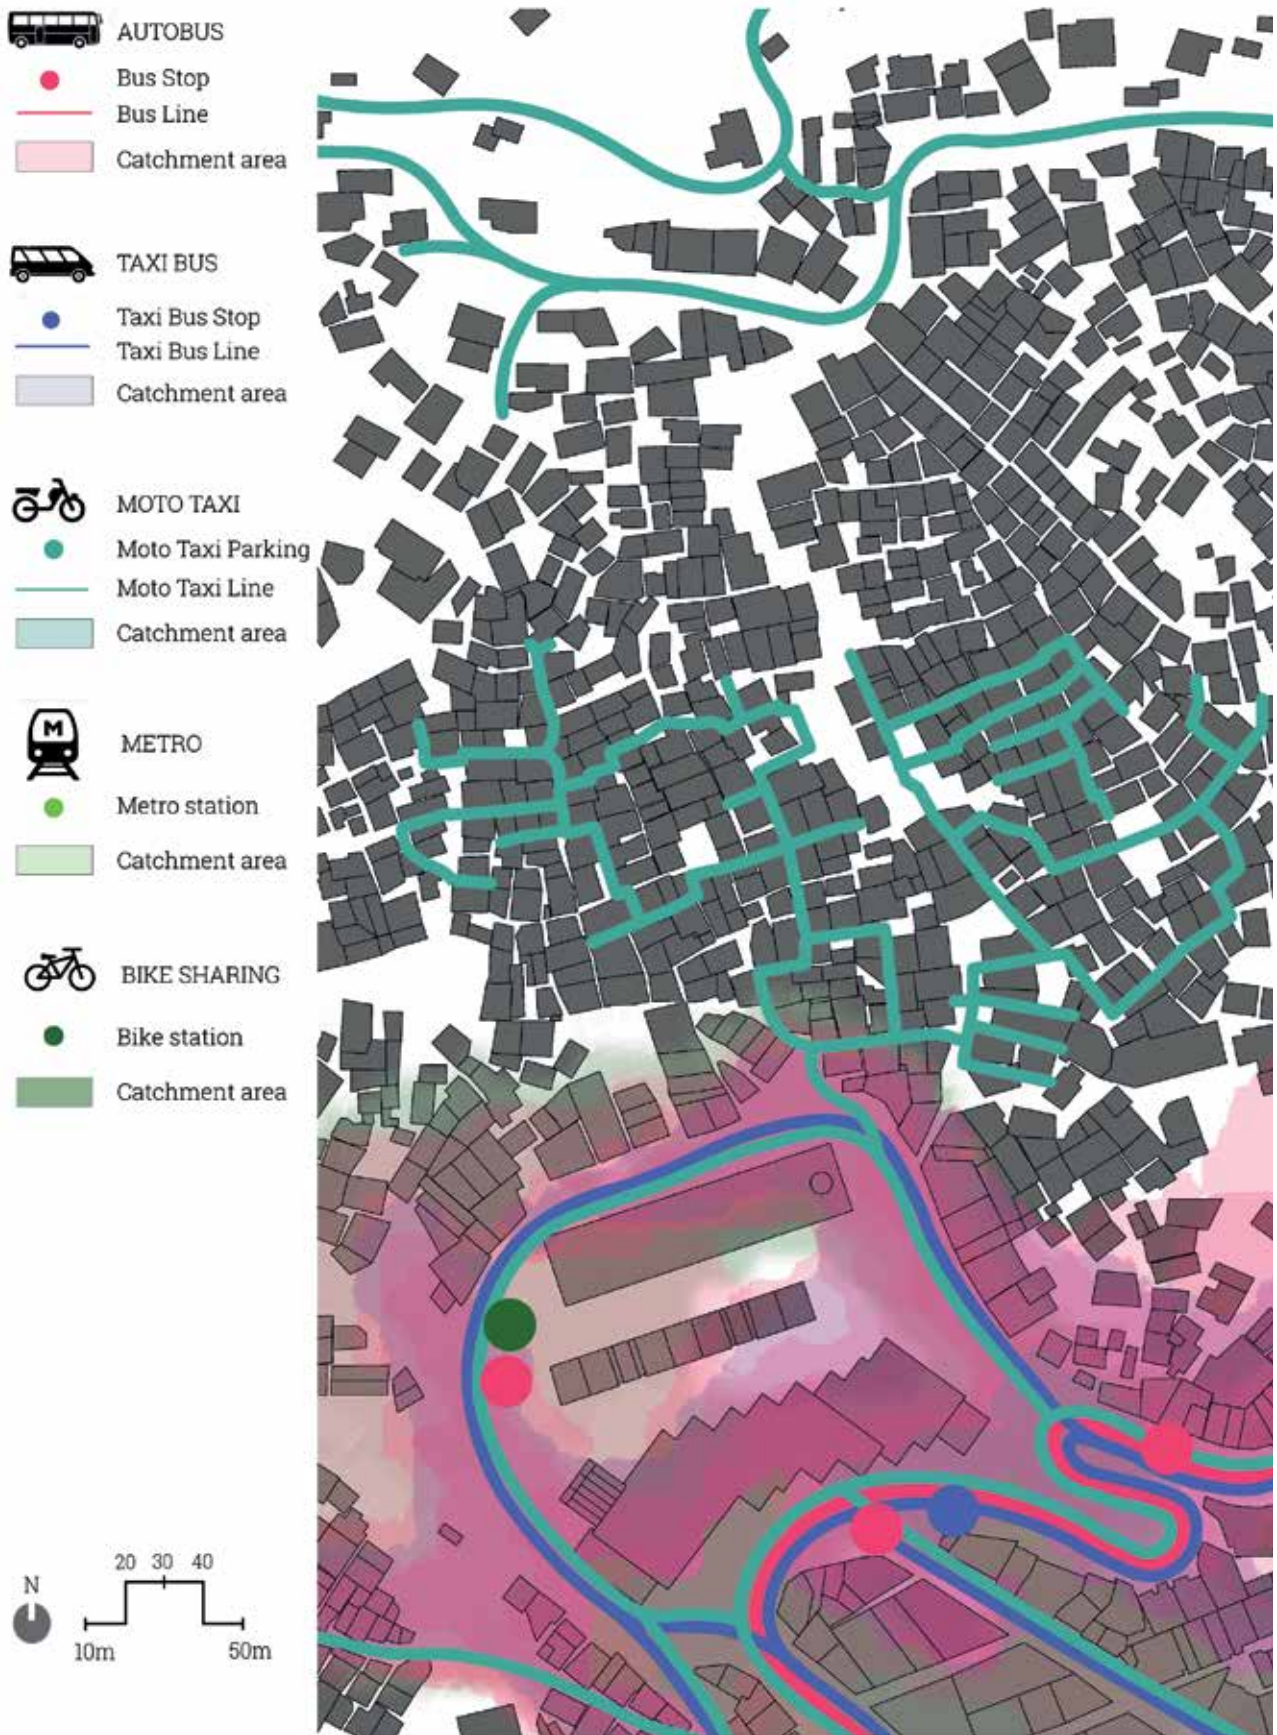 AUTOBUS
Bus Stop
Bus Line
Catchment area
TAXI BUS
Taxi Bus Stop
Taxi Bus Line
Catchment area
MOTO TAXI
Moto Taxi Parking
Moto Taxi Line
Catchment area
M
METRO
Metro station
Catchment area
BIKE SHARING
Bike station
Catchment area
20 30 40
N
10m 50m